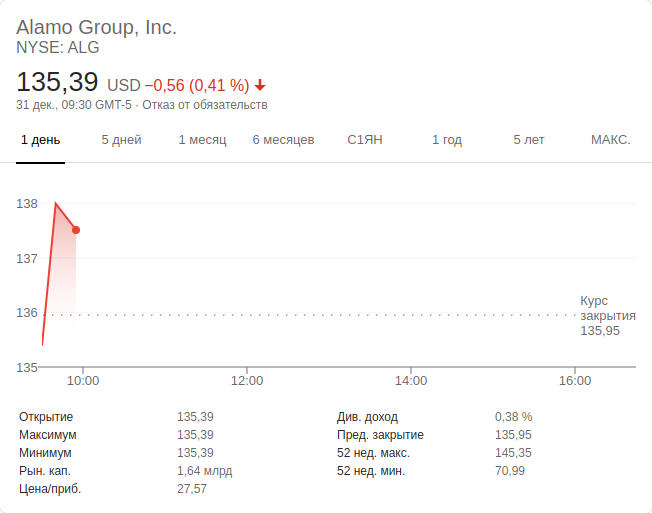 Alamo Group, Inc.
NYSE: ALG
135,39 USD −0,56 (0,41 %)
31 дек., 09:30 GMT-5 · Отказ от обязательств
1 день 5 дней 1 месяц 6 месяцев С1ЯН 1 год 5 лет МАКС.
138
137
136
135
Курс
закрытия
135,95
10:00 12:00 14:00 16:00
Открытие 135,39 Див. доход 0,38 %
Максимум 135,39 Пред. закрытие 135,95
Минимум 135,39 52 нед. макс. 145,35
Рын. кап. 1,64 млрд 52 нед. мин. 70,99
Цена/приб. 27,57